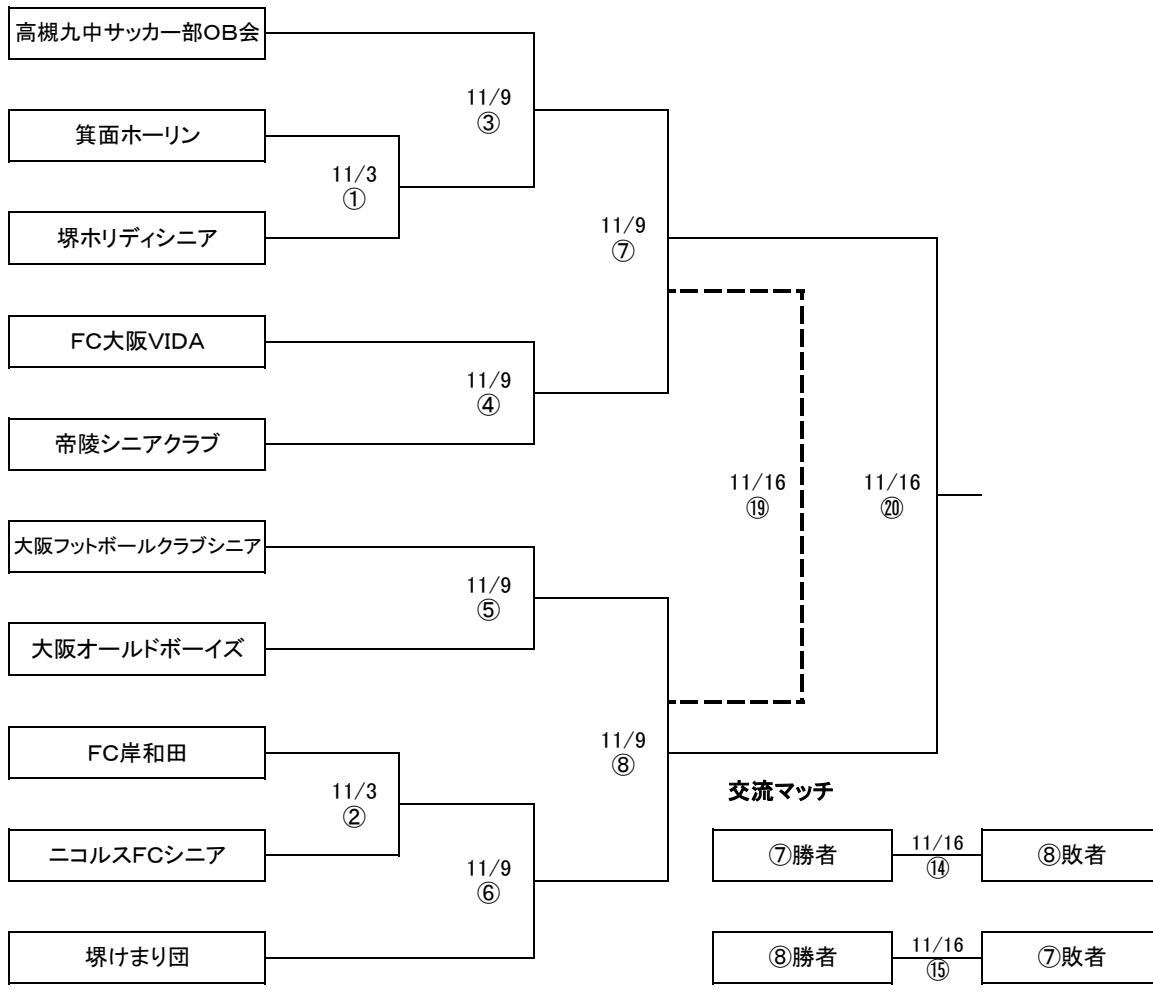 高槻九中サッカー部OB会
11/9
③
箕面ホーリン
11/3
①
堺ホリディシニア
11/9
⑦
FC大阪VIDA
11/9
④
帝陵シニアクラブ
11/16
⑲
11/16
⑳
大阪フットボールクラブシニア
11/9
⑤
大阪オールドボーイズ
FC岸和田
11/9
⑧
11/3
②
交流マッチ
ニコルスFCシニア
11/9
⑥
⑦勝者
11/16
⑭
⑧敗者
堺けまり団
⑧勝者
11/16
⑮
⑦敗者